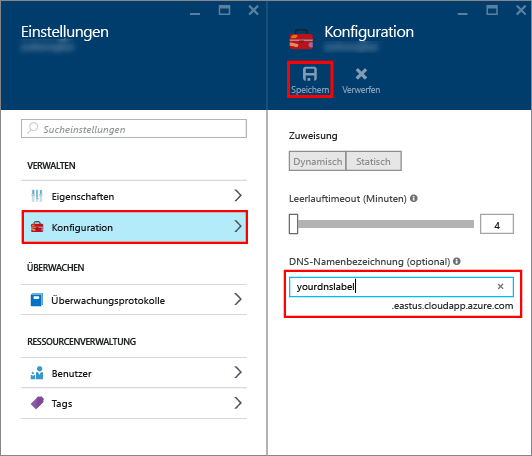 Einstellungen
Sucheinstellungen
VERWALTEN
Eigenschaften
Konfiguration
ÜBERWACHEN
Überwachungsprotokolle
RESSOURCENVERWALTUNG
Benutzer
Tags
Konfiguration
Speichern
Verwerfen
Zuweisung
Dynamisch
Statisch
Leerlauftimeout (Minuten)
4
DNS-Namenbezeichnung (optional)
yourdnslabel
.eastus.cloudapp.azure.com